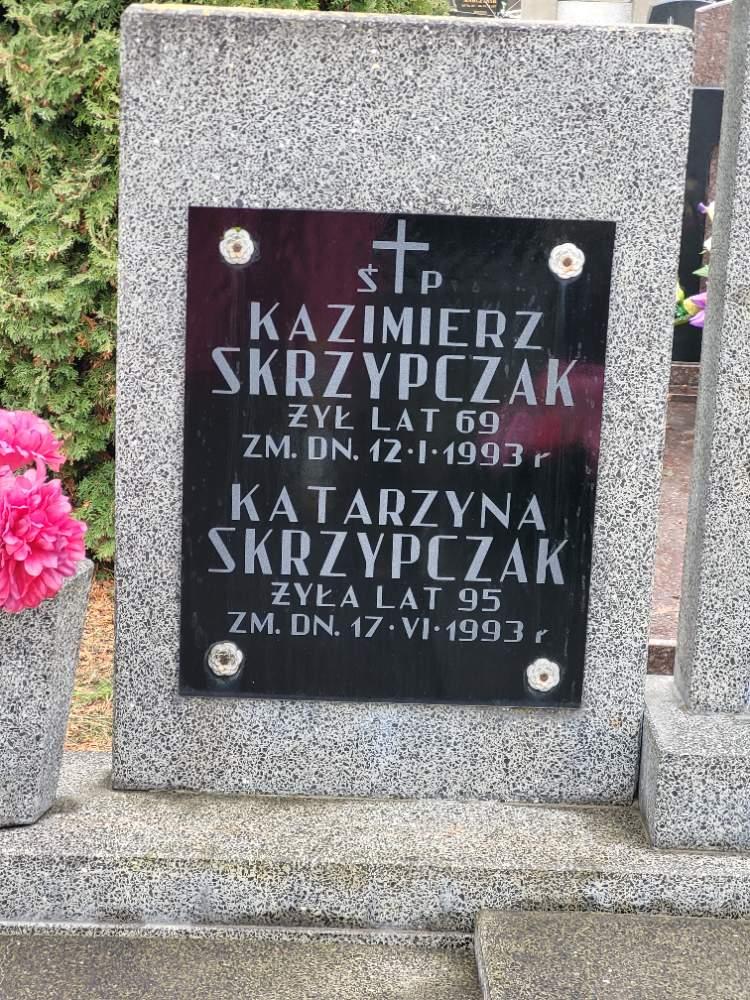 Ś P
KAZIMIERZ
SKRZYPCZAK
ŻYŁ LAT 69
ZM. DN. 12·I·1993 r
KATARZYNA
SKRZYPCZAK
ŻYŁA LAT 95
ZM. DN. 17·VI·1993 r